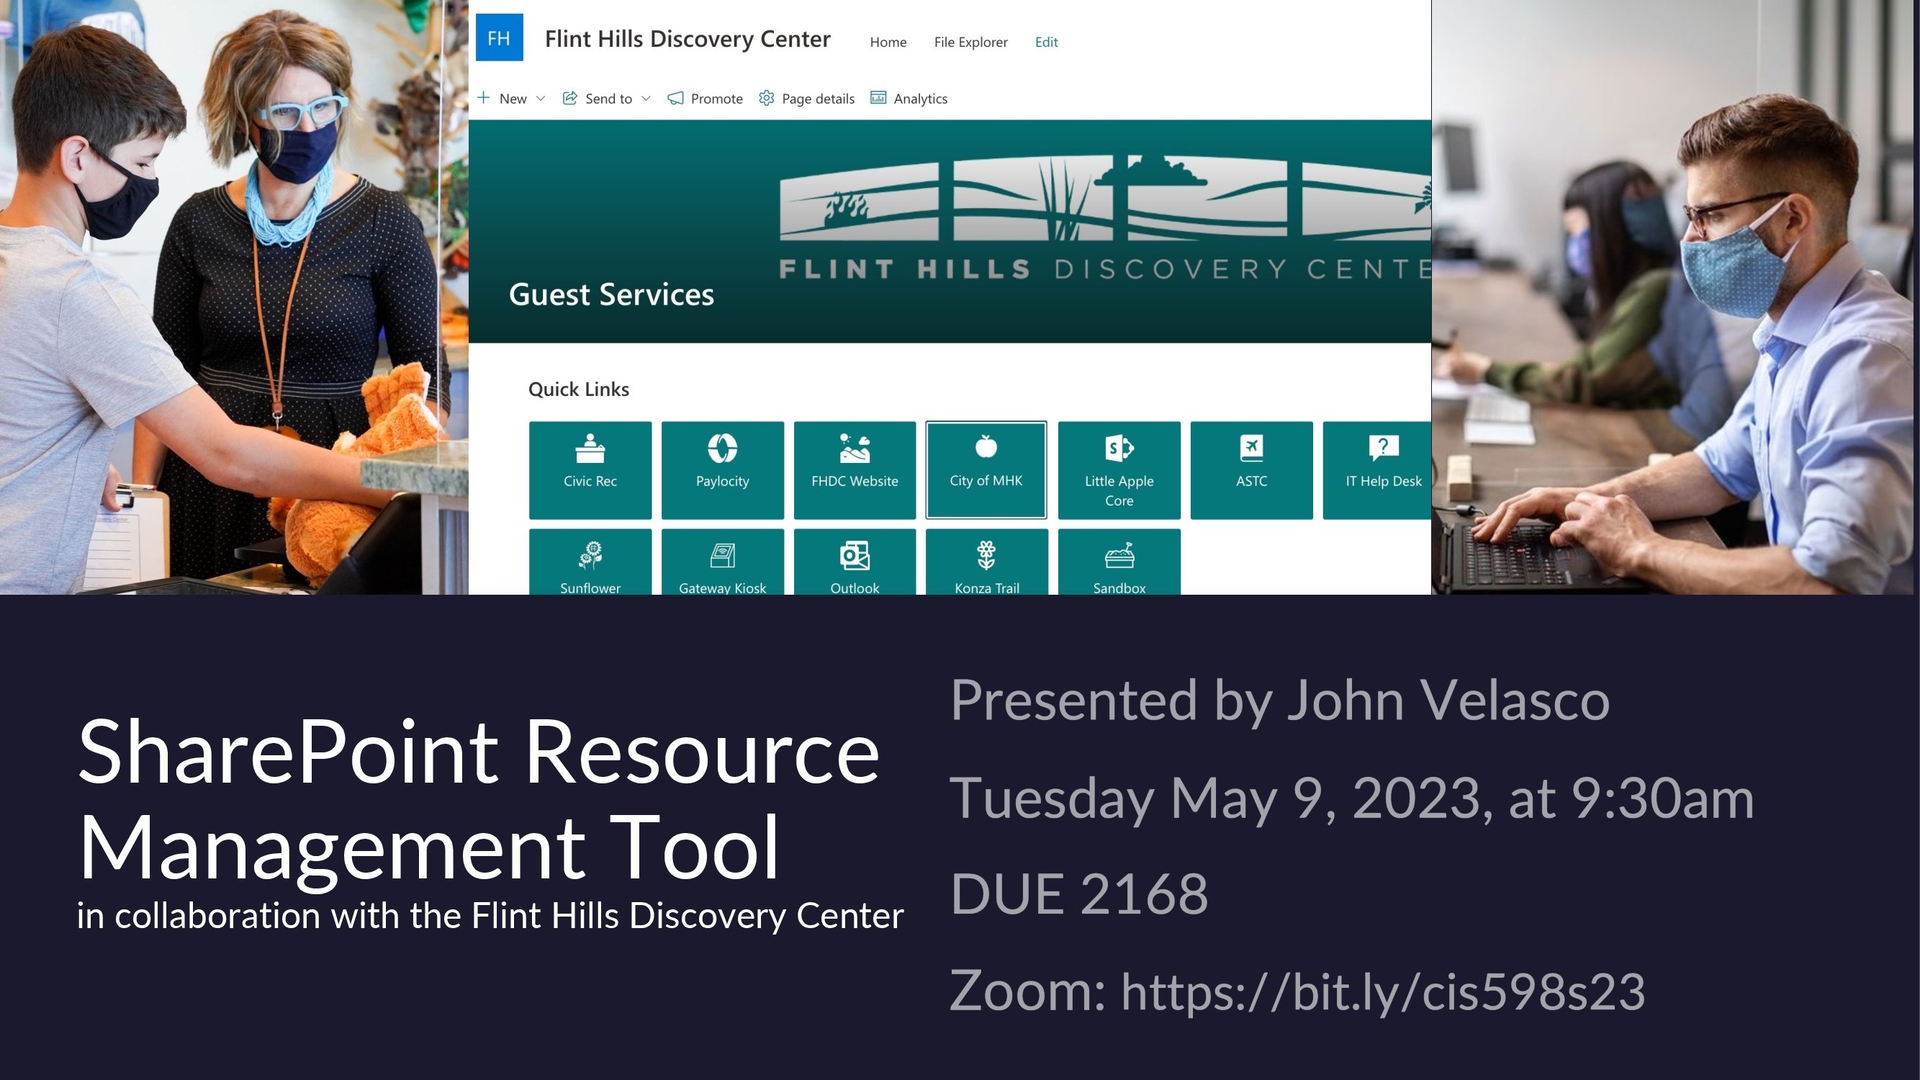 FH
Flint Hills Discovery Center
Home
File Explorer
Edit
New
Send to
Promote
Page details
Analytics
FLINT HILLS DISCOVERY CENTE
Guest Services
Quick Links
Civic Rec
Paylocity
FHDC Website
City of MHK
Little Apple
Core
ASTC
IT Help Desk
Sunflower
Gateway Kiosk
Outlook
Konza Trail
Sandbox
SharePoint Resource
Management Tool
in collaboration with the Flint Hills Discovery Center
Presented by John Velasco
Tuesday May 9, 2023, at 9:30am
DUE 2168
Zoom: https://bit.ly/cis598s23